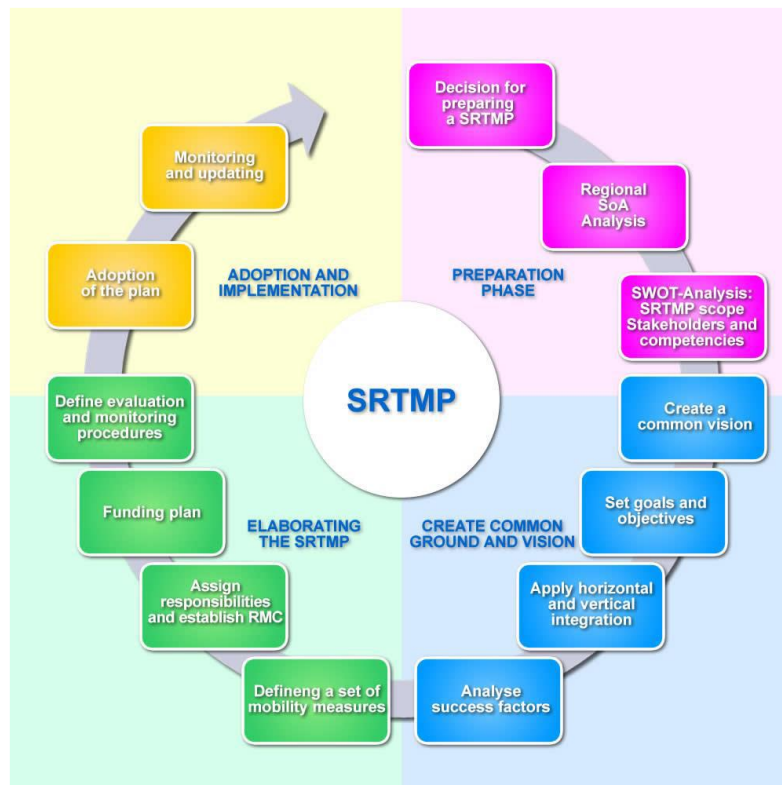 Decision for
preparing
a SRTMP
Regional
SoA
Analysis
PREPARATION
PHASE
SWOT-Analysis:
SRTMP scope
Stakeholders and
competencies
Create a
common vision
Set goals and
objectives
CREATE COMMON
GROUND AND VISION
Apply horizontal
and vertical
integration
Analyse
success factors
Defineng a set of
mobility measures
Assign
responsibilities
and establish RMC
ELABORATING
THE SRTMP
Funding plan
Define evaluation
and monitoring
procedures
Adoption
of the plan
ADOPTION AND
IMPLEMENTATION
Monitoring
and updating
SRTMP